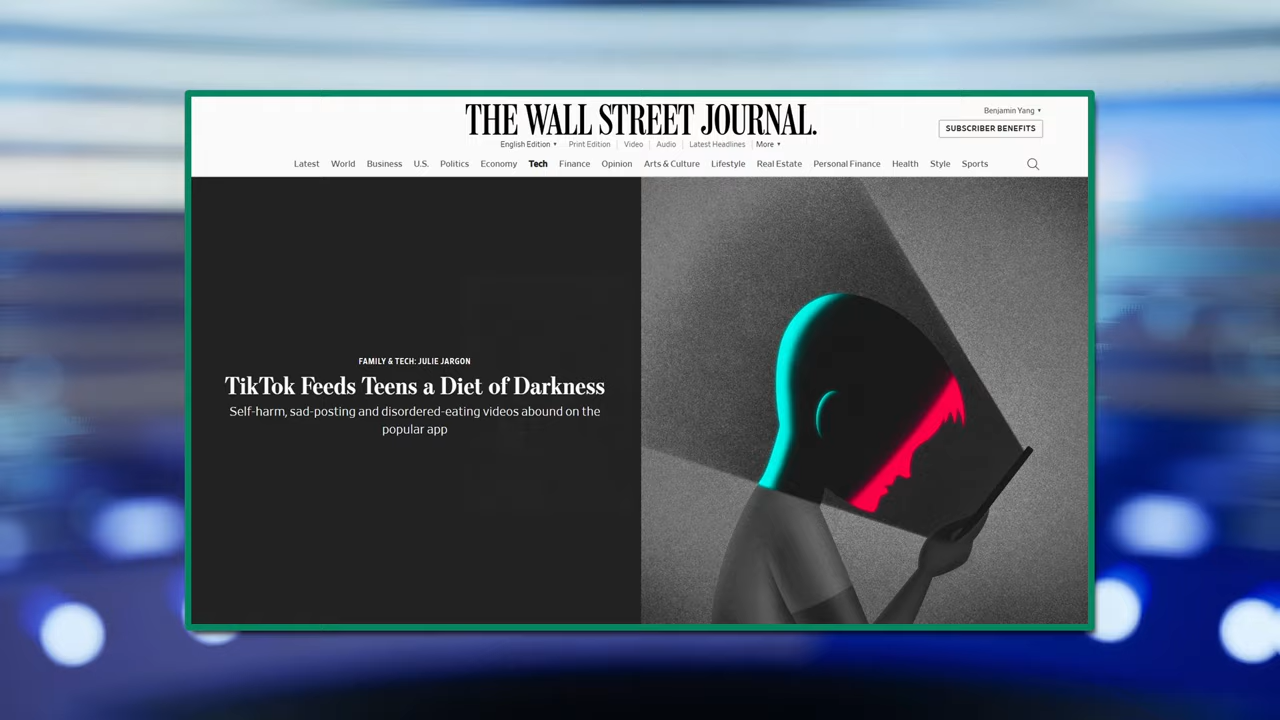 THE WALL STREET JOURNAL.
Benjamin Yang
SUBSCRIBER BENEFITS
English Edition Print Edition Video Audio Latest Headlines More
Latest World Business U.S. Politics Economy Tech Finance Opinion Arts & Culture Lifestyle Real Estate Personal Finance Health Style Sports
FAMILY & TECH: JULIE JARGON
TikTok Feeds Teens a Diet of Darkness
Self-harm, sad-posting and disordered-eating videos abound on the
popular app